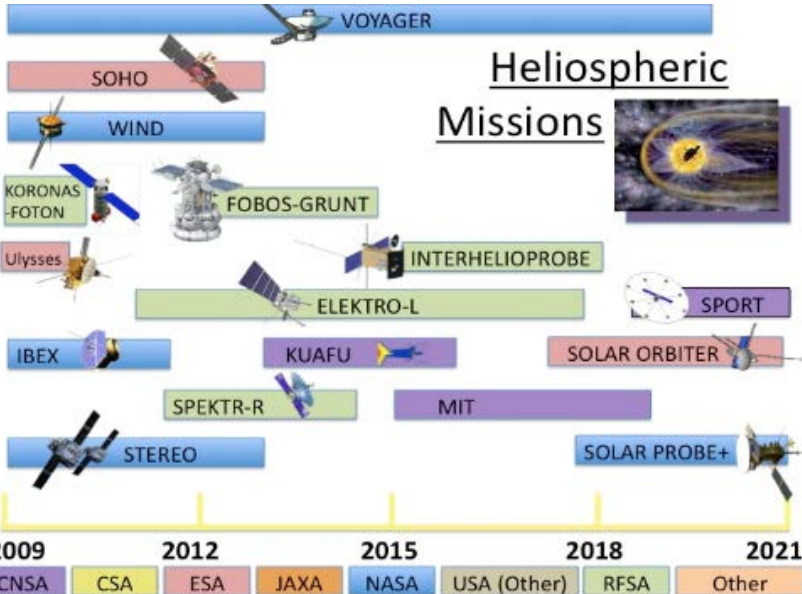 VOYAGER
Heliospheric
Missions
SOHO
WIND
KORONAS
-FOTON
FOBOS-GRUNT
Ulysses
INTERHELIOPROBE
ELEKTRO-L
SPORT
IBEX
KUAFU
SOLAR ORBITER
SPEKTR-R
MIT
STEREO
SOLAR PROBE+
2009 2012 2015 2018 2021
CNSA CSA ESA JAXA NASA USA (Other) RFSA Other